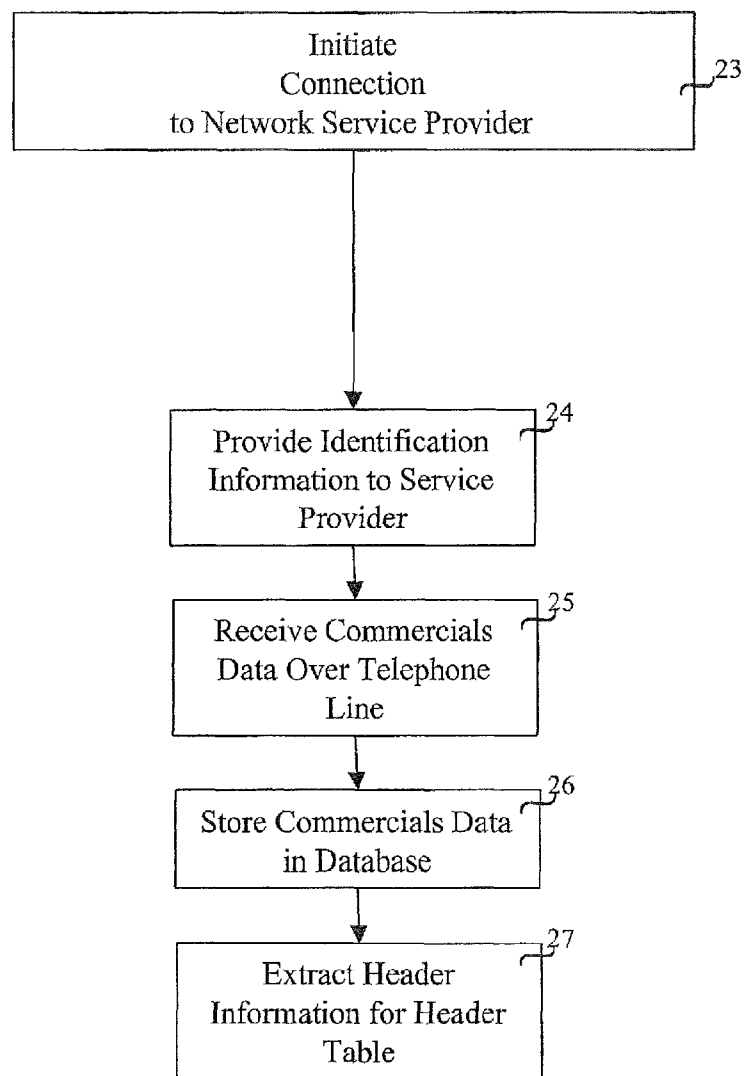 Initiate
Connection
to Network Service Provider
23
24
Provide Identification
Information to Service
Provider
25
Receive Commercials
Data Over Telephone
Line
26
Store Commercials Data
in Database
27
Extract Header
Information for Header
Table